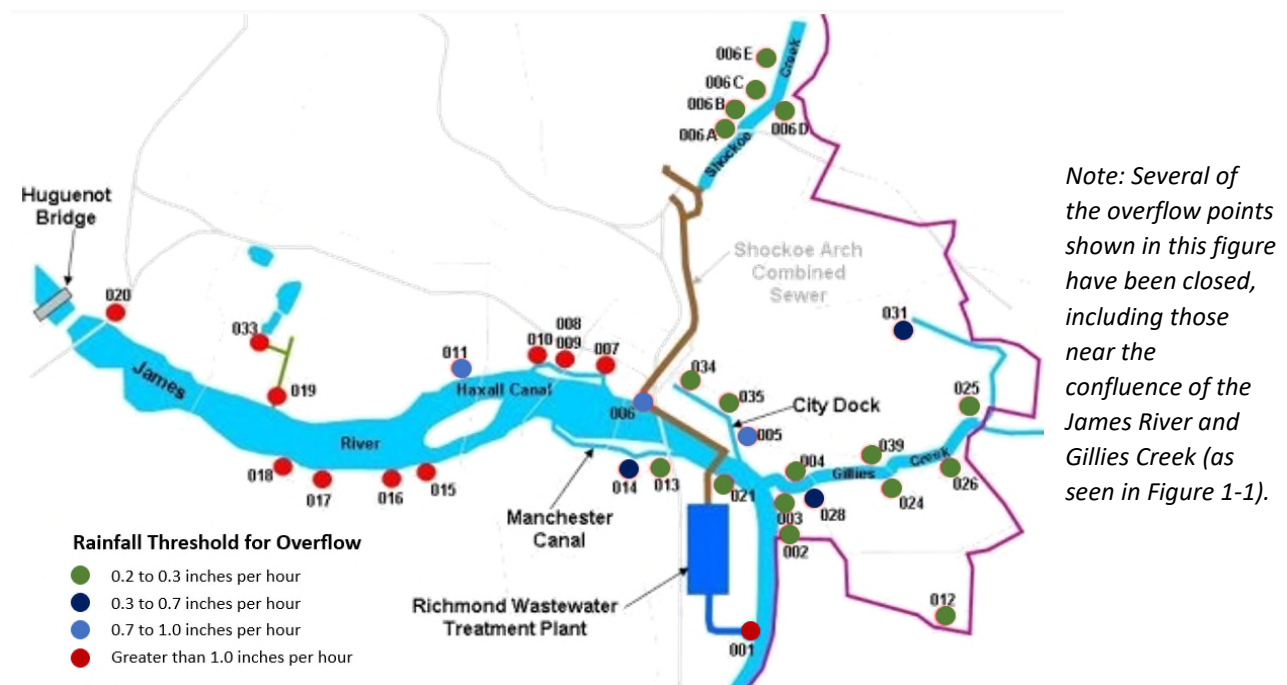 006E
Creek
006 C
006B
006A
006D
Shockoe
Huguenot
Bridge
Shockoe Arch
Combined
Sewer
020
033
019
James
River
011
010
008
009
007
Haxall Canal
006
034
035
City Dock
005
031
025
039
004
Gillies
Creek
018
017
016
015
014
013
021
003
028
024
026
002
012
Manchester
Canal
Richmond Wastewater
Treatment Plant
001
Rainfall Threshold for Overflow
0.2 to 0.3 inches per hour
0.3 to 0.7 inches per hour
0.7 to 1.0 inches per hour
Greater than 1.0 inches per hour
Note: Several of
the overflow points
shown in this figure
have been closed,
including those
near the
confluence of the
James River and
Gillies Creek (as
seen in Figure 1-1).